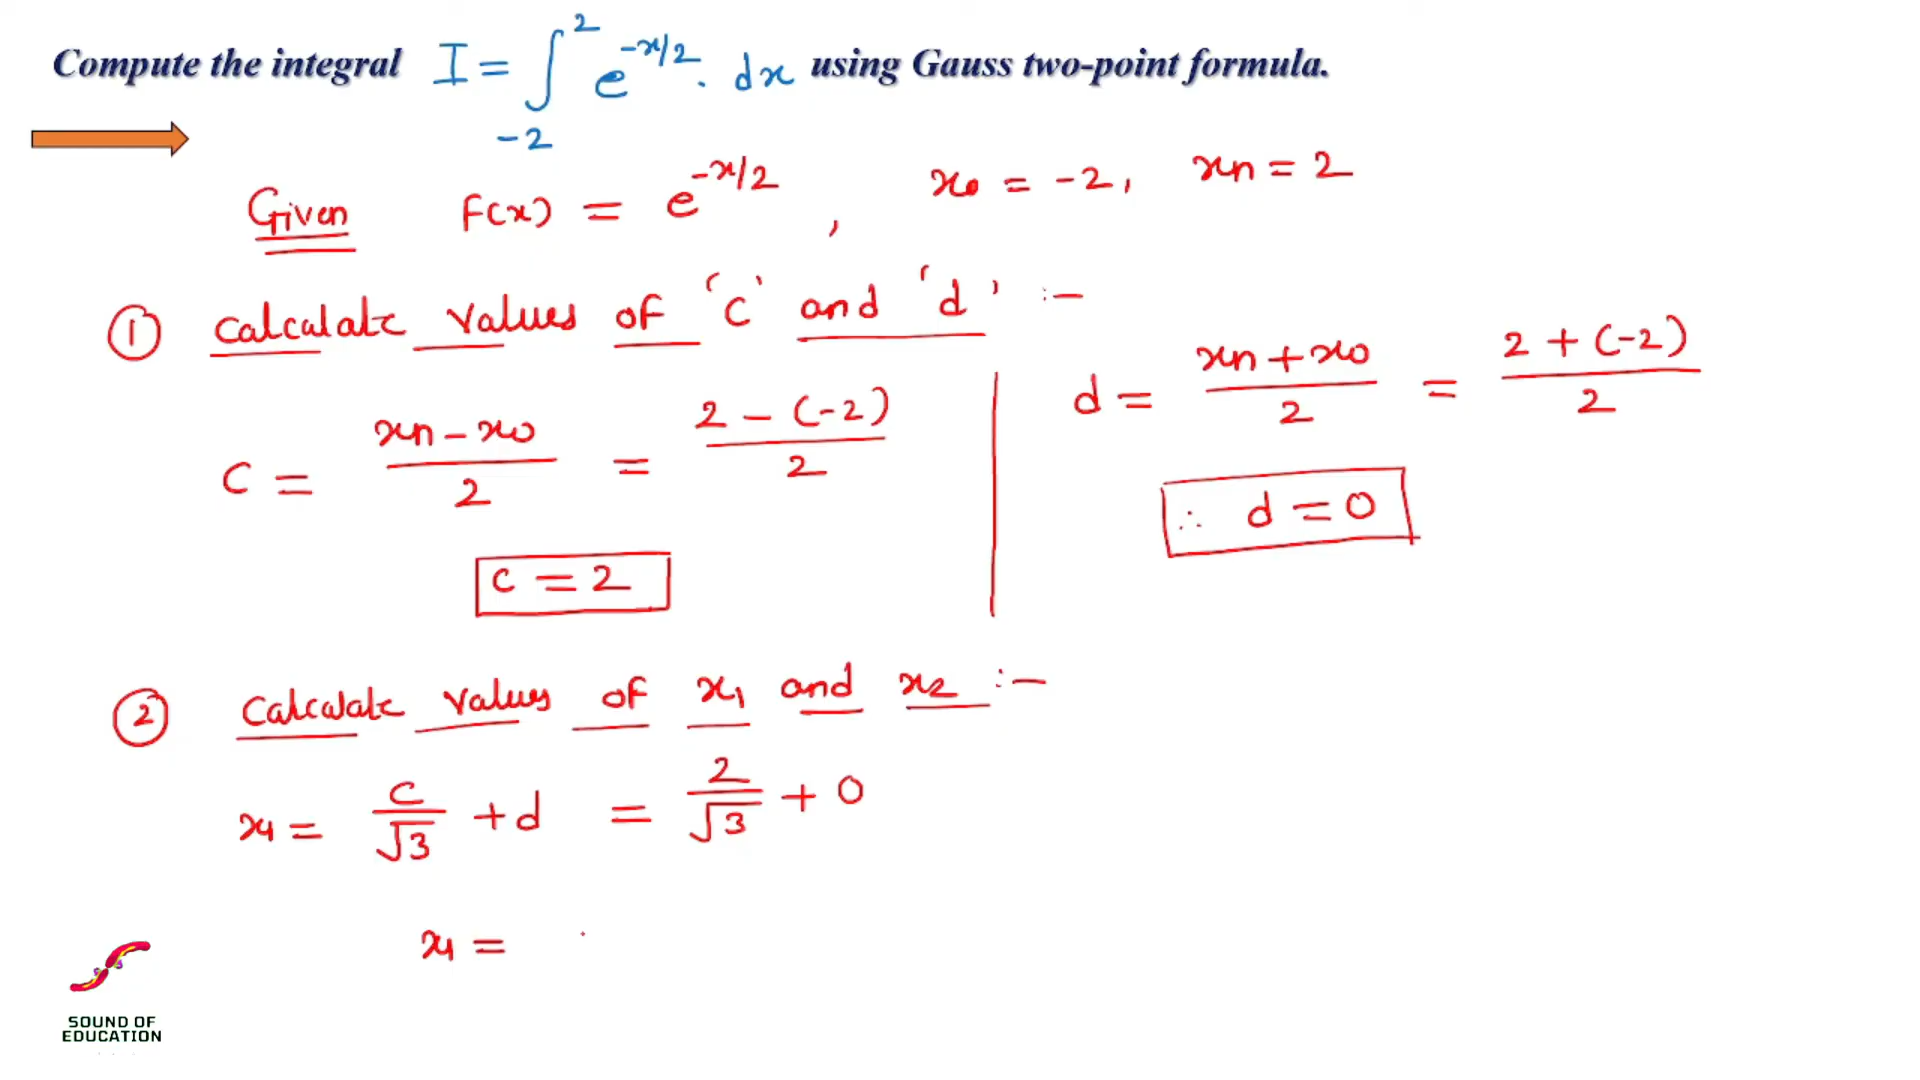 Compute the integral I = ∫_{-2}^{2} e^{-x/2} . dx using Gauss two-point formula.
Given F(x) = e^{-x/2} , x0 = -2, xn = 2
① Calculate values of 'c' and 'd' :-
C = (xn - x0)/2 = (2 - (-2))/2
d = (xn + x0)/2 = (2 + (-2))/2
c = 2
∴ d = 0
② Calculate values of x1 and x2 :-
x1 = c/√3 + d = 2/√3 + 0
x1 =
SOUND OF
EDUCATION